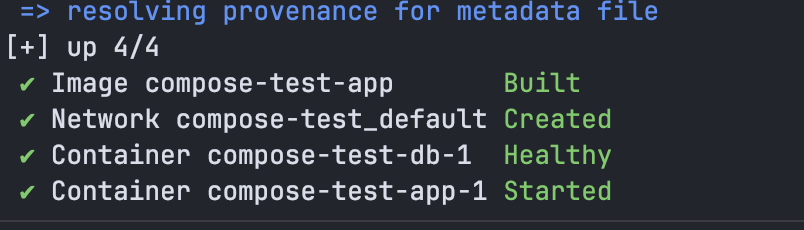 => resolving provenance for metadata file
[+] up 4/4
✔ Image compose-test-app Built
✔ Network compose-test_default Created
✔ Container compose-test-db-1 Healthy
✔ Container compose-test-app-1 Started